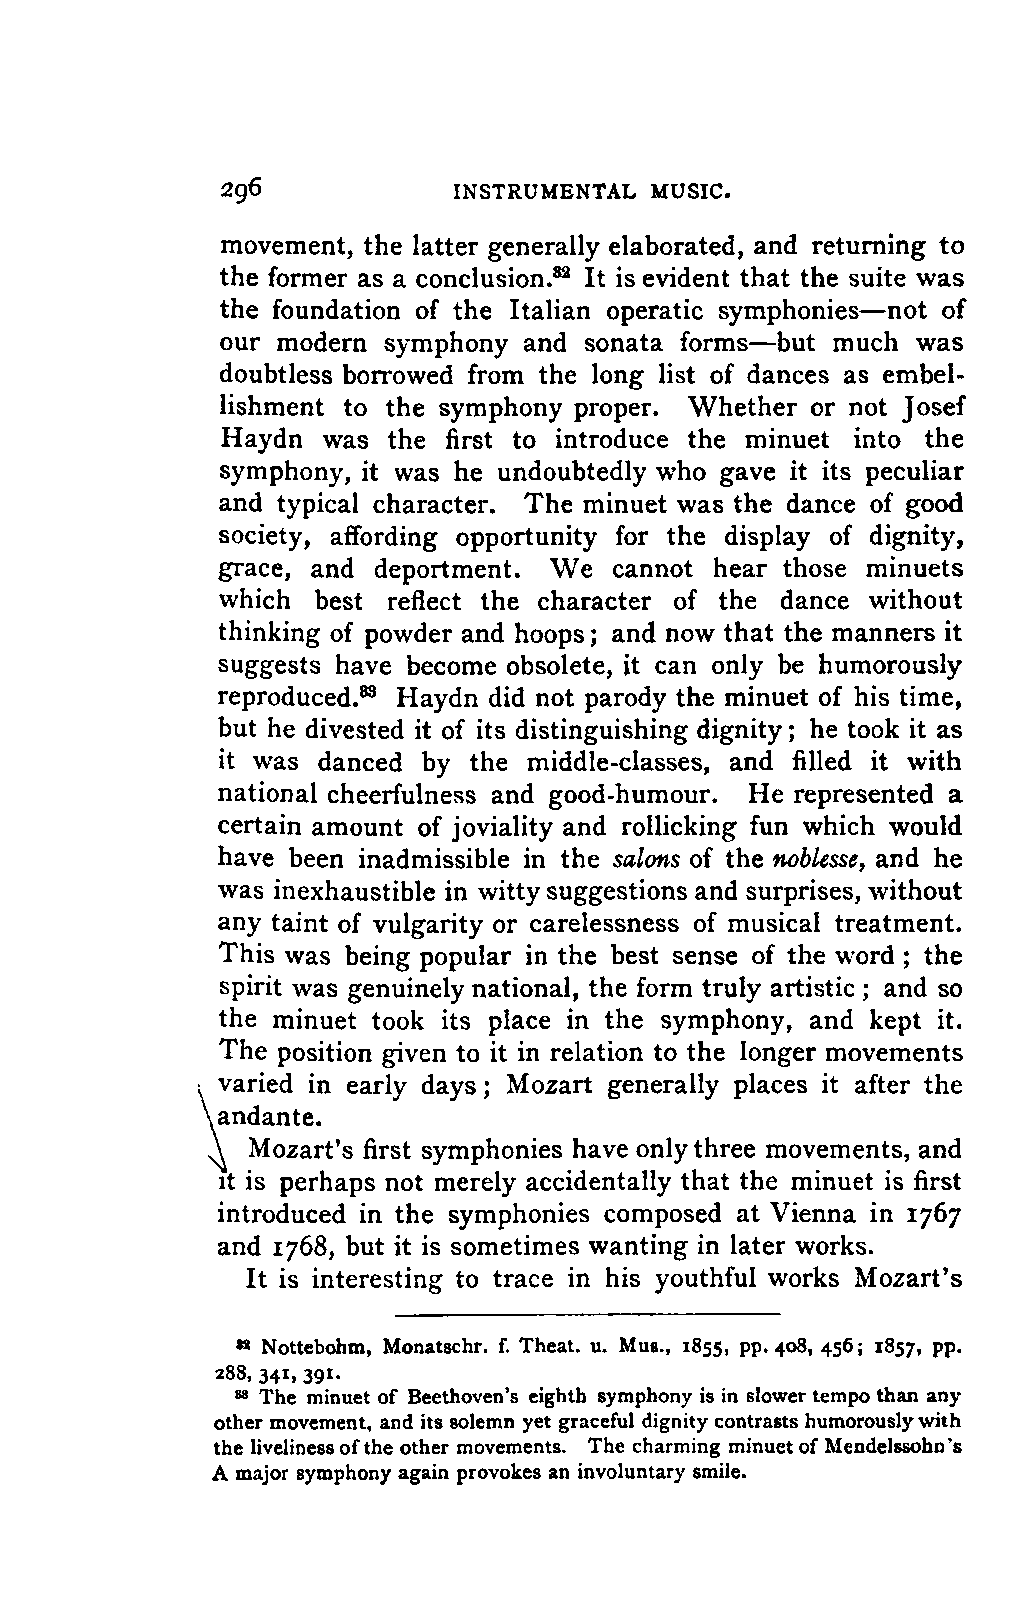 296 INSTRUMENTAL MUSIC.
movement, the latter generally elaborated, and returning to
the former as a conclusion.⁸² It is evident that the suite was
the foundation of the Italian operatic symphonies—not of
our modern symphony and sonata forms—but much was
doubtless borrowed from the long list of dances as embel-
lishment to the symphony proper. Whether or not Josef
Haydn was the first to introduce the minuet into the
symphony, it was he undoubtedly who gave it its peculiar
and typical character. The minuet was the dance of good
society, affording opportunity for the display of dignity,
grace, and deportment. We cannot hear those minuets
which best reflect the character of the dance without
thinking of powder and hoops; and now that the manners it
suggests have become obsolete, it can only be humorously
reproduced.⁸³ Haydn did not parody the minuet of his time,
but he divested it of its distinguishing dignity; he took it as
it was danced by the middle-classes, and filled it with
national cheerfulness and good-humour. He represented a
certain amount of joviality and rollicking fun which would
have been inadmissible in the salons of the noblesse, and he
was inexhaustible in witty suggestions and surprises, without
any taint of vulgarity or carelessness of musical treatment.
This was being popular in the best sense of the word; the
spirit was genuinely national, the form truly artistic; and so
the minuet took its place in the symphony, and kept it.
The position given to it in relation to the longer movements
varied in early days; Mozart generally places it after the
andante.
Mozart's first symphonies have only three movements, and
it is perhaps not merely accidentally that the minuet is first
introduced in the symphonies composed at Vienna in 1767
and 1768, but it is sometimes wanting in later works.
It is interesting to trace in his youthful works Mozart's
⁸² Nottebohm, Monatschr. f. Theat. u. Mus., 1855, pp. 408, 456; 1857, pp.
288, 341, 391.
⁸³ The minuet of Beethoven's eighth symphony is in slower tempo than any
other movement, and its solemn yet graceful dignity contrasts humorously with
the liveliness of the other movements. The charming minuet of Mendelssohn's
A major symphony again provokes an involuntary smile.